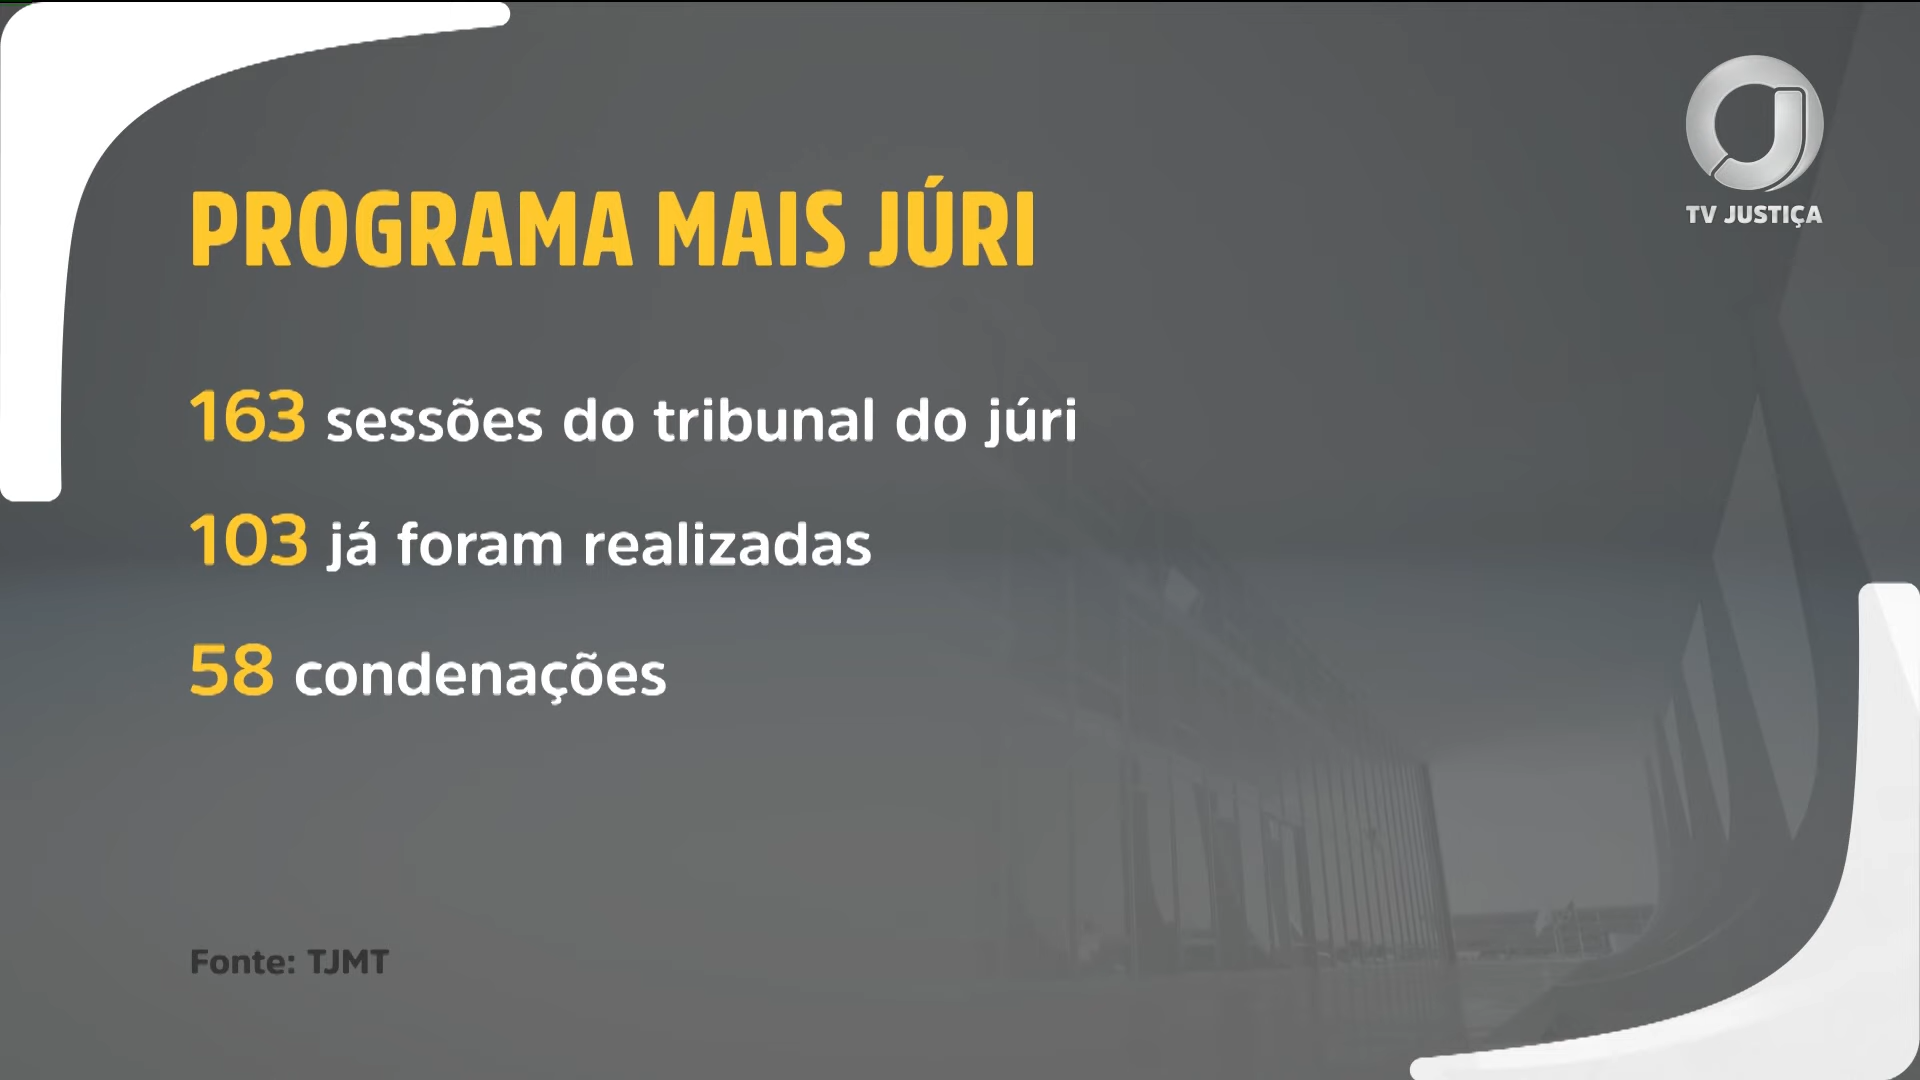 TV JUSTIÇA
PROGRAMA MAIS JÚRI
163 sessões do tribunal do júri
103 já foram realizadas
58 condenações
Fonte: TJMT